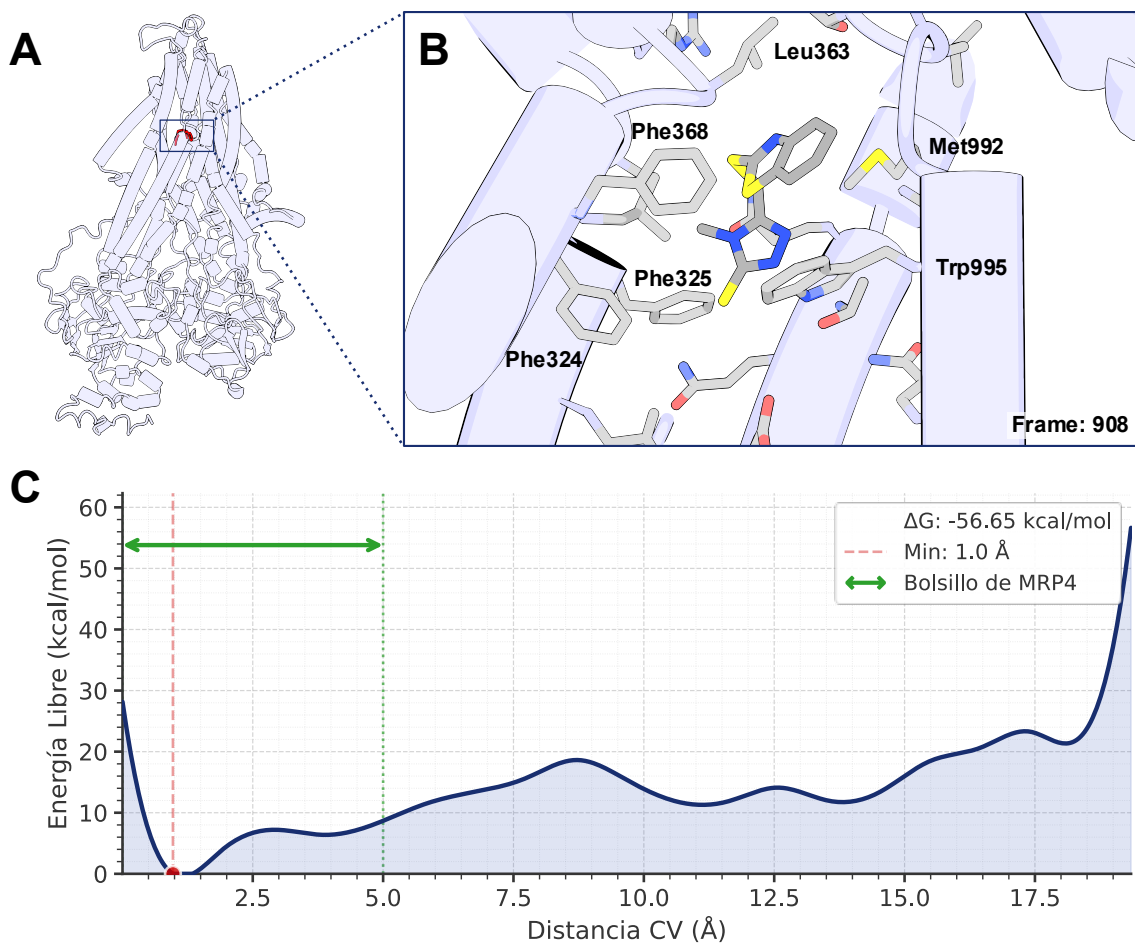 A
B
Leu363
Phe368
Met992
Phe325
Trp995
Phe324
Frame: 908
C
Energía Libre (kcal/mol)
60
50
40
30
20
10
0
ΔG: -56.65 kcal/mol
Min: 1.0 Å
Bolsillo de MRP4
2.5
5.0
7.5
10.0
12.5
15.0
17.5
Distancia CV (Å)